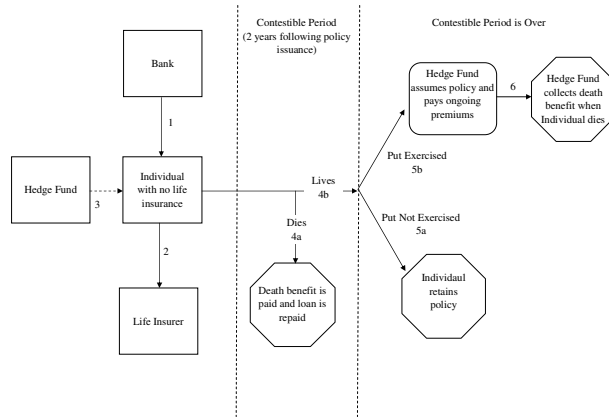 Contestible Period
(2 years following policy
issuance)
Contestible Period is Over
Bank
Hedge Fund
assumes policy and
pays ongoing
premiums
6
Hedge Fund
collects death
benefit when
Individual dies
1
Put Exercised
5b
Hedge Fund
3
Individual
with no life
insurance
Lives
4b
Dies
4a
Put Not Exercised
5a
2
Life Insurer
Death benefit is
paid and loan is
repaid
Individaul
retains
policy